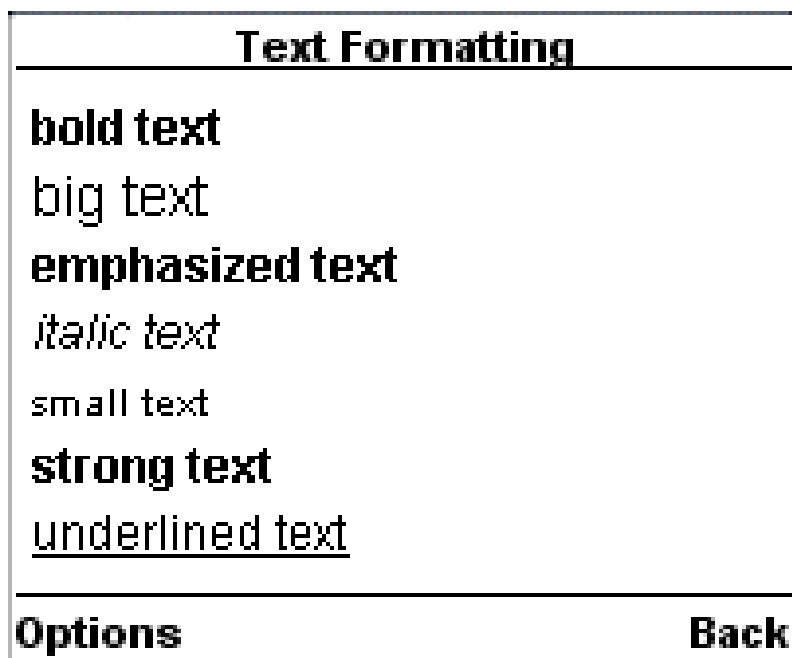 Text Formatting
bold text
big text
emphasized text
italic text
small text
strong text
underlined text
Options Back